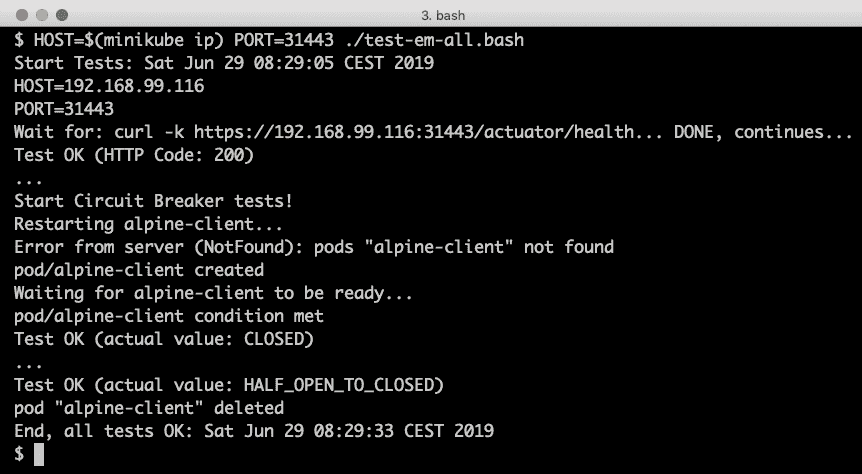 3. bash
$ HOST=$(minikube ip) PORT=31443 ./test-em-all.bash
Start Tests: Sat Jun 29 08:29:05 CEST 2019
HOST=192.168.99.116
PORT=31443
Wait for: curl -k https://192.168.99.116:31443/actuator/health... DONE, continues...
Test OK (HTTP Code: 200)
...
Start Circuit Breaker tests!
Restarting alpine-client...
Error from server (NotFound): pods "alpine-client" not found
pod/alpine-client created
Waiting for alpine-client to be ready...
pod/alpine-client condition met
Test OK (actual value: CLOSED)
...
Test OK (actual value: HALF_OPEN_TO_CLOSED)
pod "alpine-client" deleted
End, all tests OK: Sat Jun 29 08:29:33 CEST 2019
$